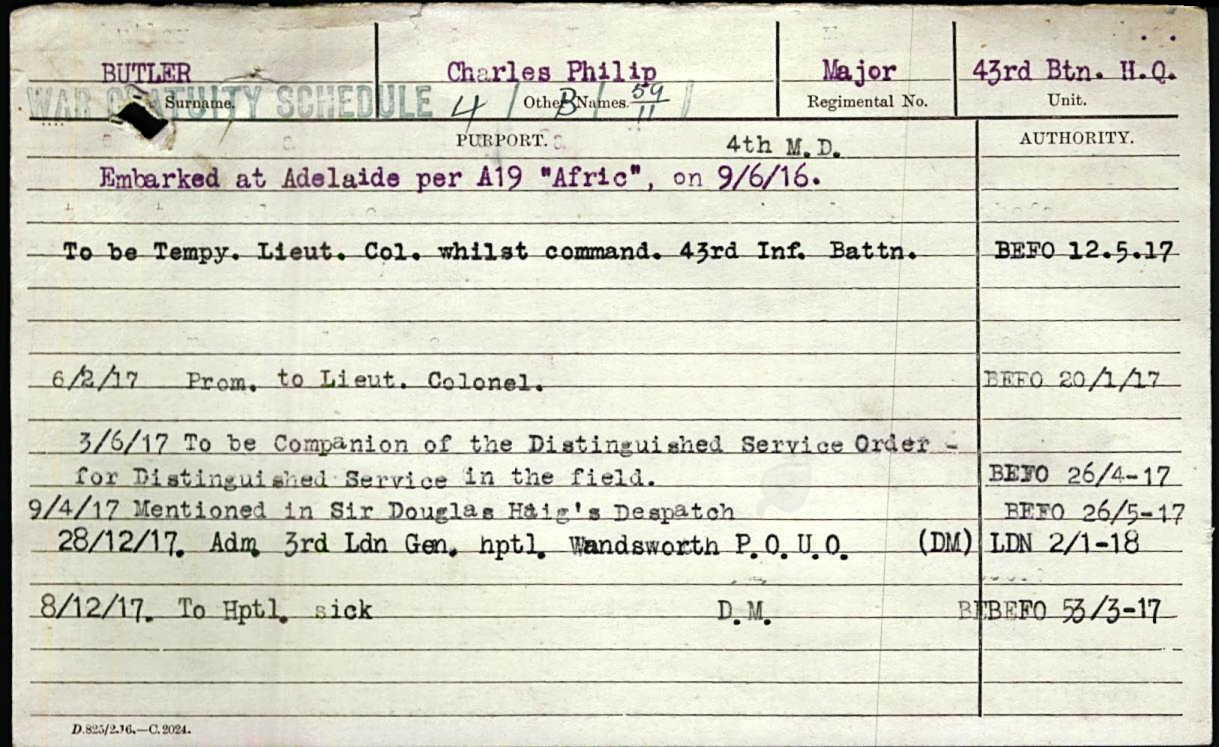 BUTLER Charles Philip Major 43rd Btn. H.Q.
WAR GRATUITY SCHEDULE 4 B 59/11
Surname. Other Names. Regimental No. Unit.
PURPORT. 4th M.D. AUTHORITY.
Embarked at Adelaide per A19 "Afric", on 9/6/16.
To be Tempy. Lieut. Col. whilst command. 43rd Inf. Battn. BEFO 12.5.17
6/2/17 Prom. to Lieut. Colonel. BEFO 20/1/17
3/6/17 To be Companion of the Distinguished Service Order -
for Distinguished Service in the field. BEFO 26/4-17
9/4/17 Mentioned in Sir Douglas Haig's Despatch BEFO 26/5-17
28/12/17. Adm 3rd Ldn Gen. hptl. Wandsworth P.O.U.O. (DM) LDN 2/1-18
8/12/17. To Hptl. sick D.M. BEBEFO 53/3-17
D.825/2.16.—C.2024.